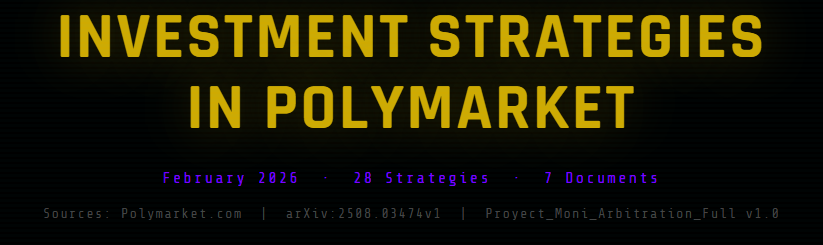 INVESTMENT STRATEGIES
IN POLYMARKET
February 2026 · 28 Strategies · 7 Documents
Sources: Polymarket.com | arXiv:2508.03474v1 | Proyect_Moni_Arbitration_Full v1.0